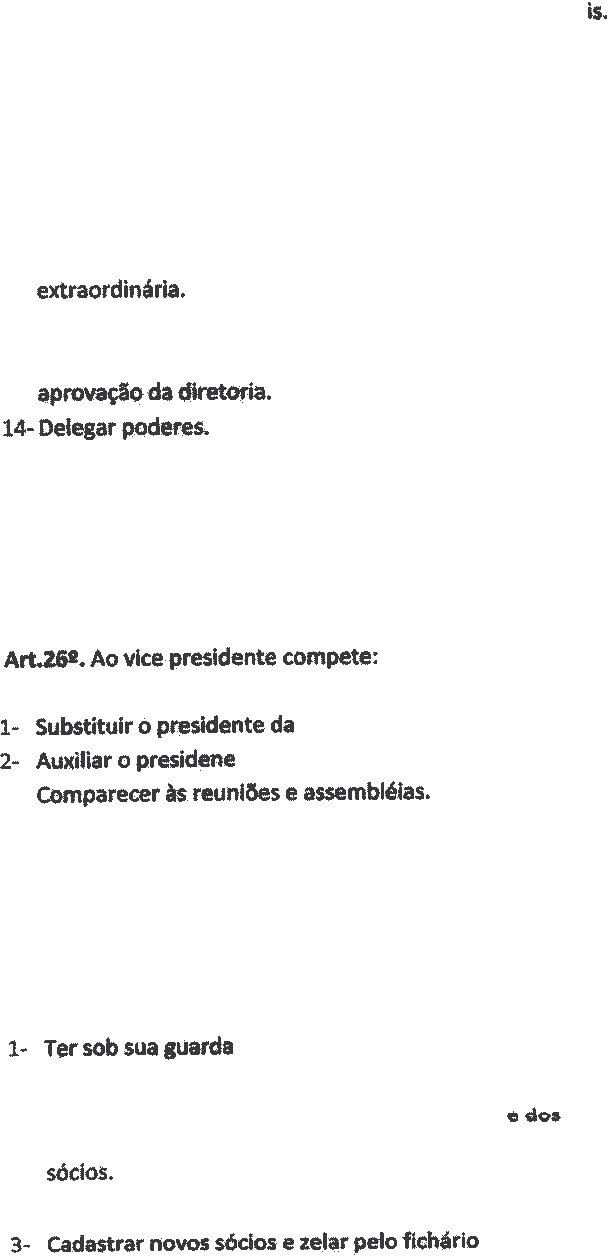 is.
extraordinária.
aprovação da diretoria.
14- Delegar poderes.
Art.26º. Ao vice presidente compete:
1- Substituir o presidente da
2- Auxiliar o presidene
Comparecer às reuniões e assembléias.
1- Ter sob sua guarda
e dos
sócios.
3- Cadastrar novos sócios e zelar pelo fichário